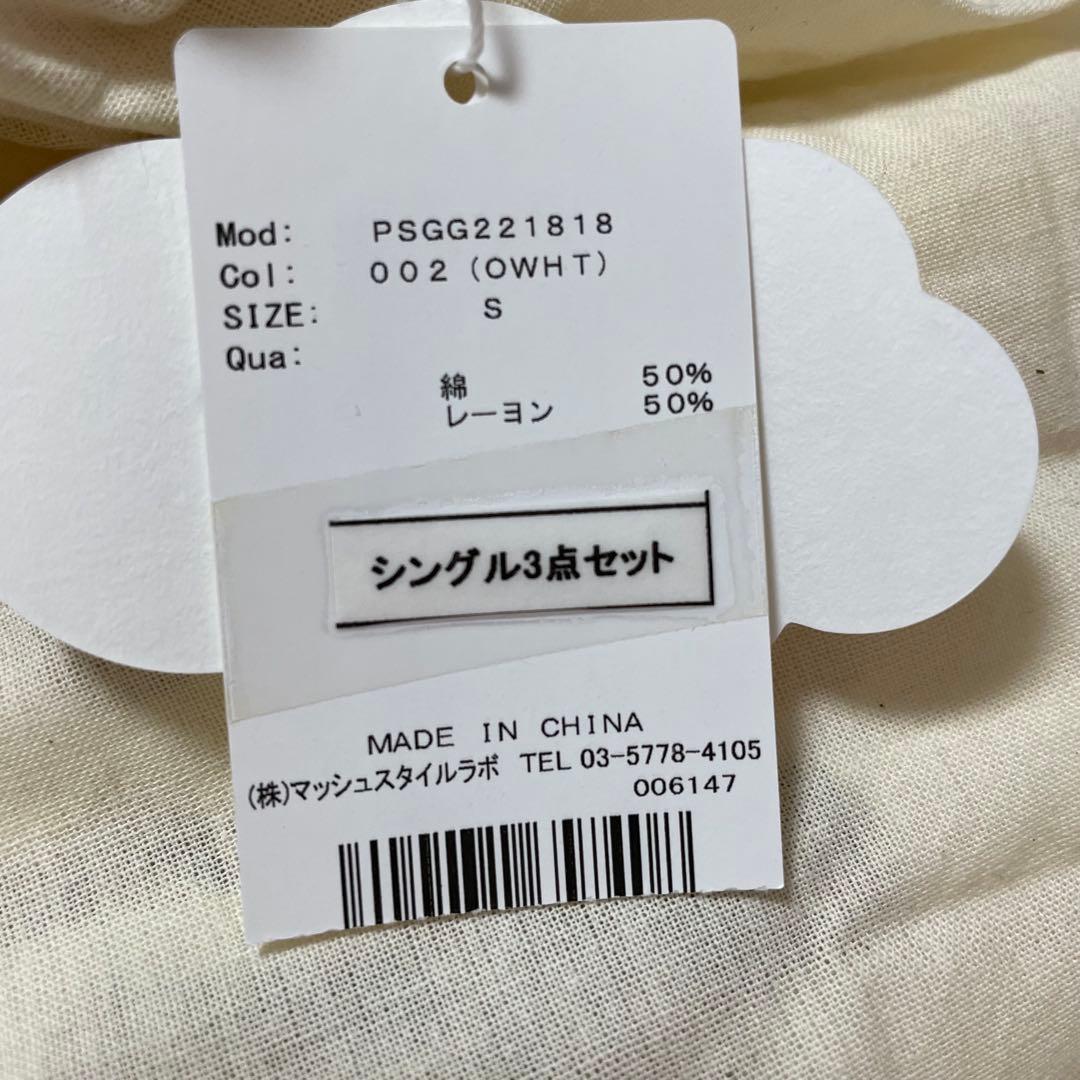 Mod: PSGG221818
Col: 002 (OWHT)
SIZE: S
Qua:
綿 50%
レーヨン 50%
シングル3点セット
MADE IN CHINA
(株)マッシュスタイルラボ TEL 03-5778-4105
006147